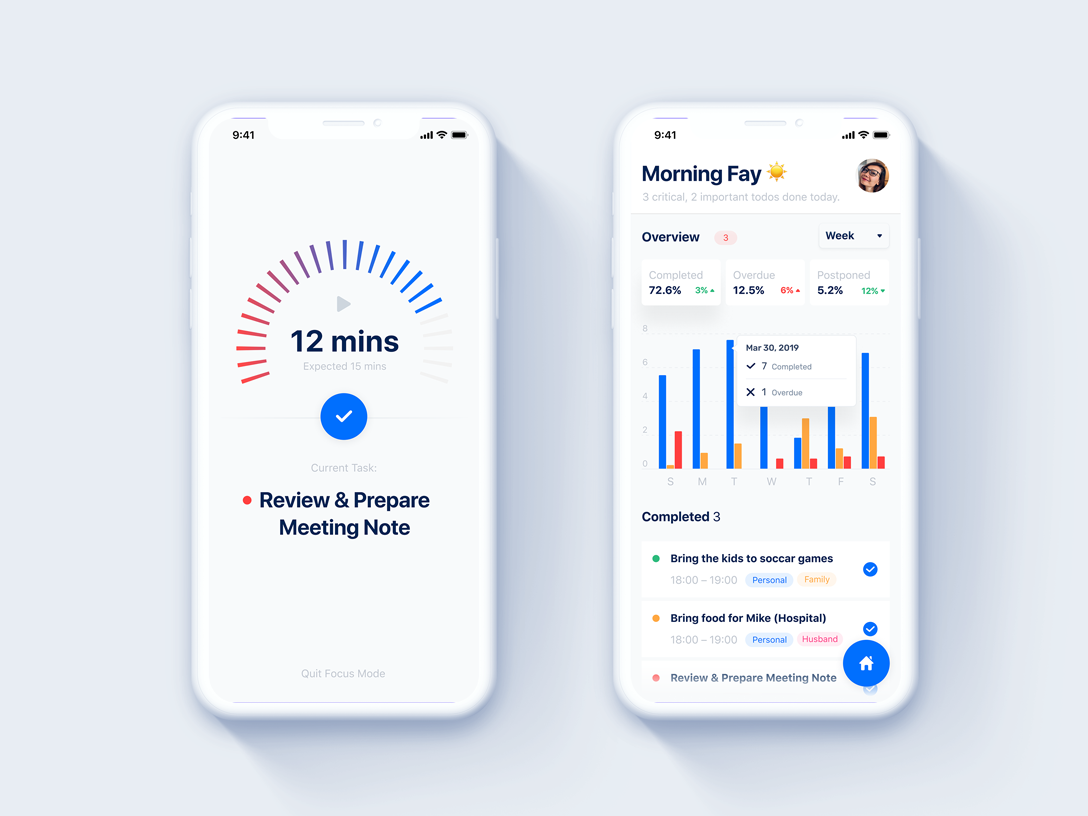 9:41
12 mins
Expected 15 mins
Current Task:
Review & Prepare
Meeting Note
Quit Focus Mode
9:41
Morning Fay
3 critical, 2 important todos done today.
Overview 3 Week
Completed Overdue Postponed
72.6% 3% 12.5% 6% 5.2% 12%
8
6
4
2
0
Mar 30, 2019
7 Completed
1 Overdue
S M T W T F S
Completed 3
Bring the kids to soccar games
18:00 – 19:00 Personal Family
Bring food for Mike (Hospital)
18:00 – 19:00 Personal Husband
Review & Prepare Meeting Note